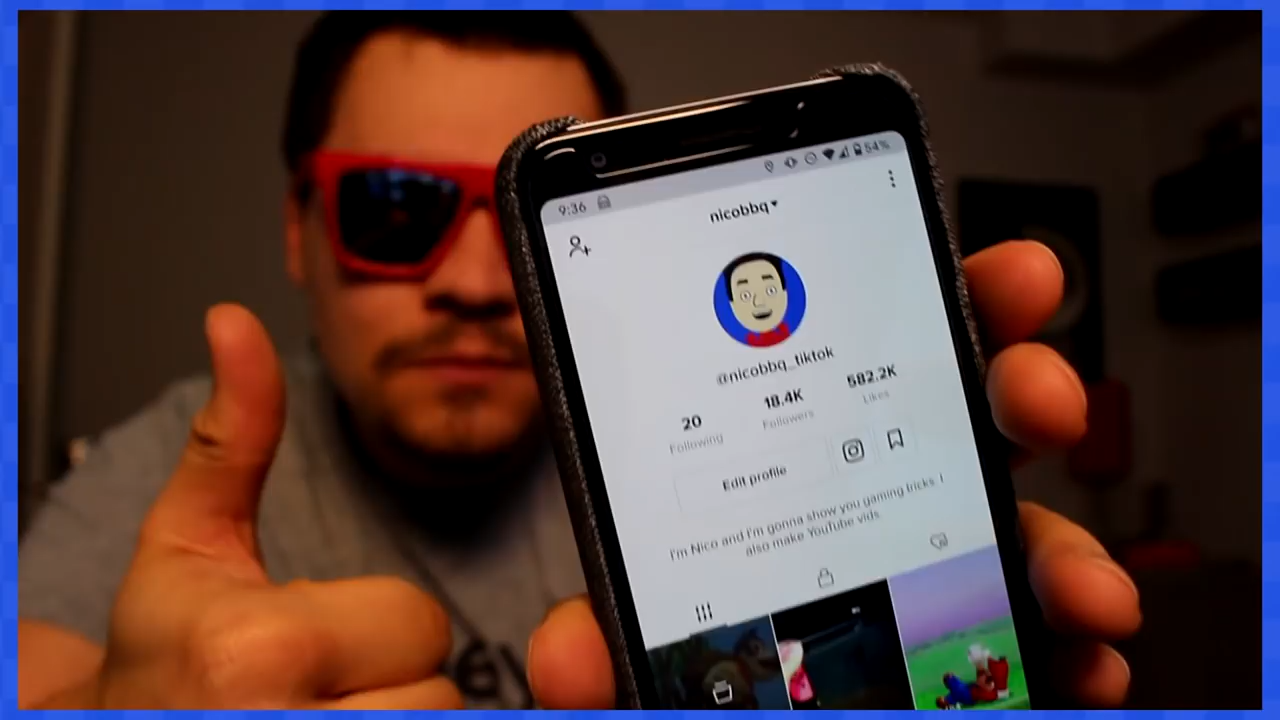 9:36
54%
nicobbq
@nicobbq_tiktok
20 18.4K 582.2K
Following Followers Likes
Edit profile
I'm Nico and I'm gonna show you gaming tricks. I
also make YouTube vids.